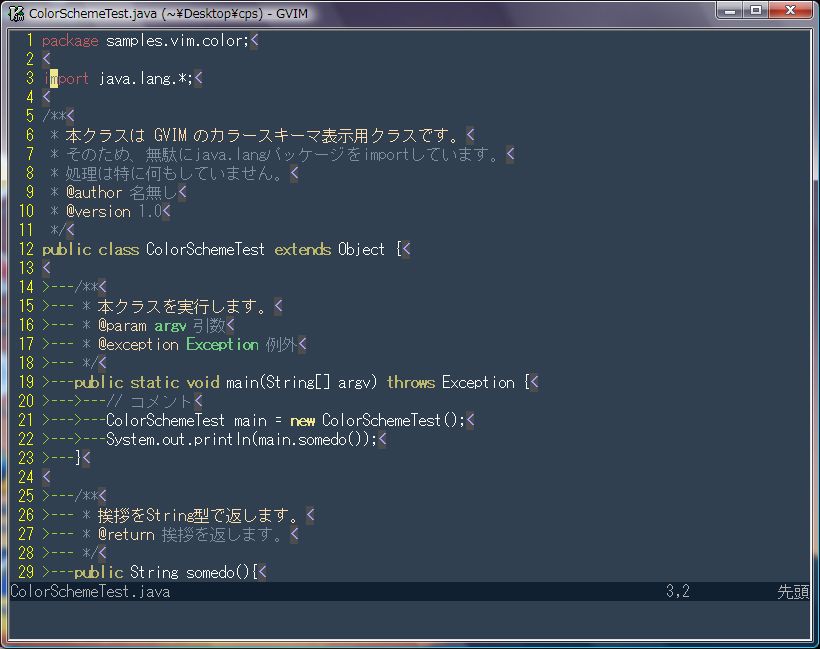 ColorSchemeTest.java (~¥Desktop¥cps) - GVIM
1 package samples.vim.color;<
2 <
3 import java.lang.*;<
4 <
5 /**<
6  * 本クラスは GVIM のカラースキーマ表示用クラスです。<
7  * そのため、無駄にjava.langパッケージをimportしています。<
8  * 処理は特に何もしていません。<
9  * @author 名無し<
10  * @version 1.0<
11  */<
12 public class ColorSchemeTest extends Object {<
13 <
14 >---/**<
15 >--- * 本クラスを実行します。<
16 >--- * @param argv 引数<
17 >--- * @exception Exception 例外<
18 >--- */<
19 >---public static void main(String[] argv) throws Exception {<
20 >--->---// コメント<
21 >--->---ColorSchemeTest main = new ColorSchemeTest();<
22 >--->---System.out.println(main.somedo());<
23 >---}<
24 <
25 >---/**<
26 >--- * 挨拶をString型で返します。<
27 >--- * @return 挨拶を返します。<
28 >--- */<
29 >---public String somedo(){<
ColorSchemeTest.java 3,2 先頭